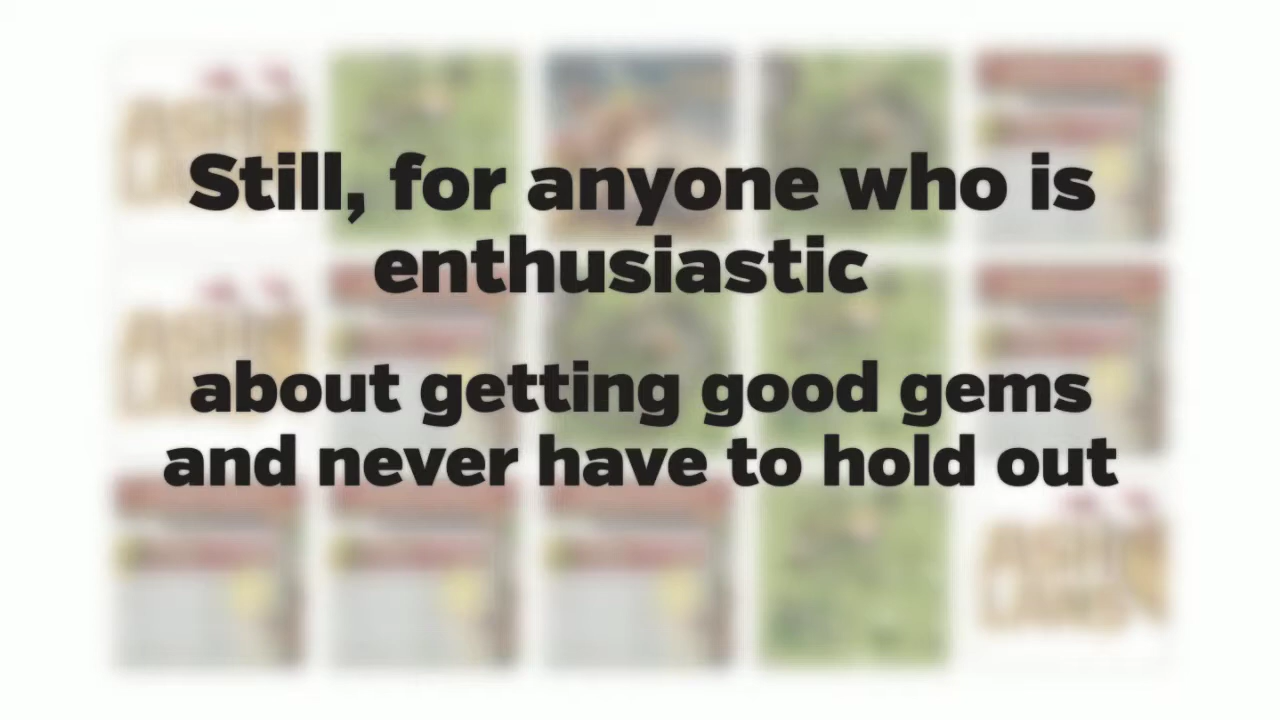 Still, for anyone who is
enthusiastic
about getting good gems
and never have to hold out